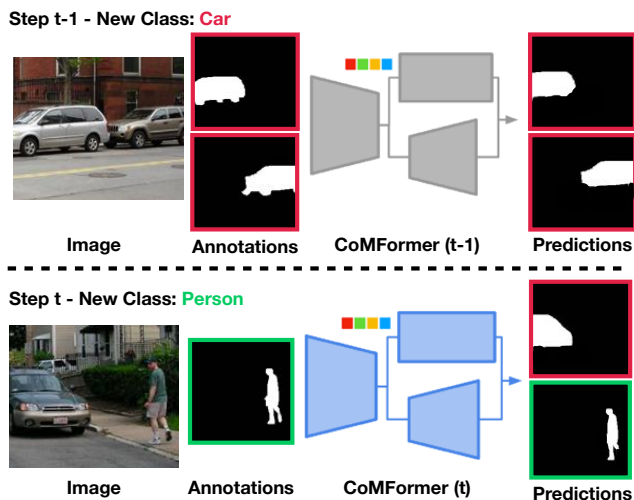 Step t-1 - New Class: Car
Image
Annotations
CoMFormer (t-1)
Predictions
Step t - New Class: Person
Image
Annotations
CoMFormer (t)
Predictions